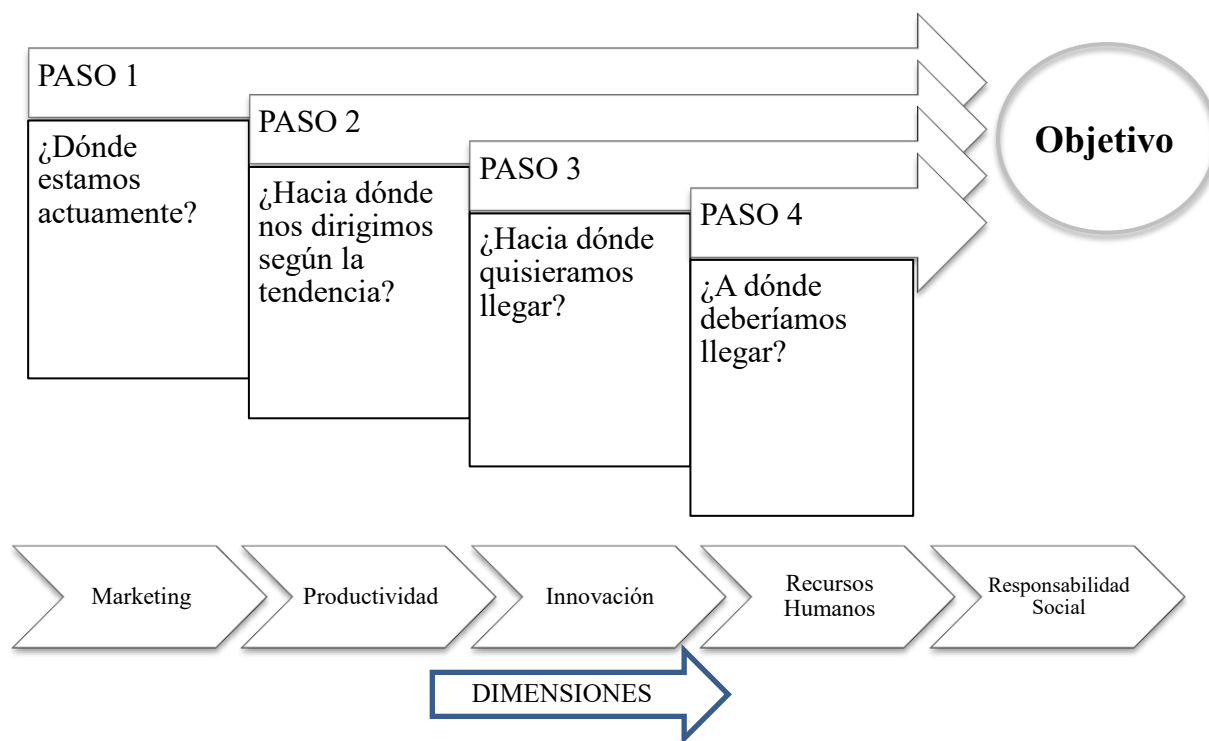 PASO 1
¿Dónde
estamos
actuamente?
PASO 2
¿Hacia dónde
nos dirigimos
según la
tendencia?
PASO 3
¿Hacia dónde
quisieramos
llegar?
PASO 4
¿A dónde
deberíamos
llegar?
Objetivo
Marketing
Productividad
Innovación
Recursos
Humanos
Responsabilidad
Social
DIMENSIONES